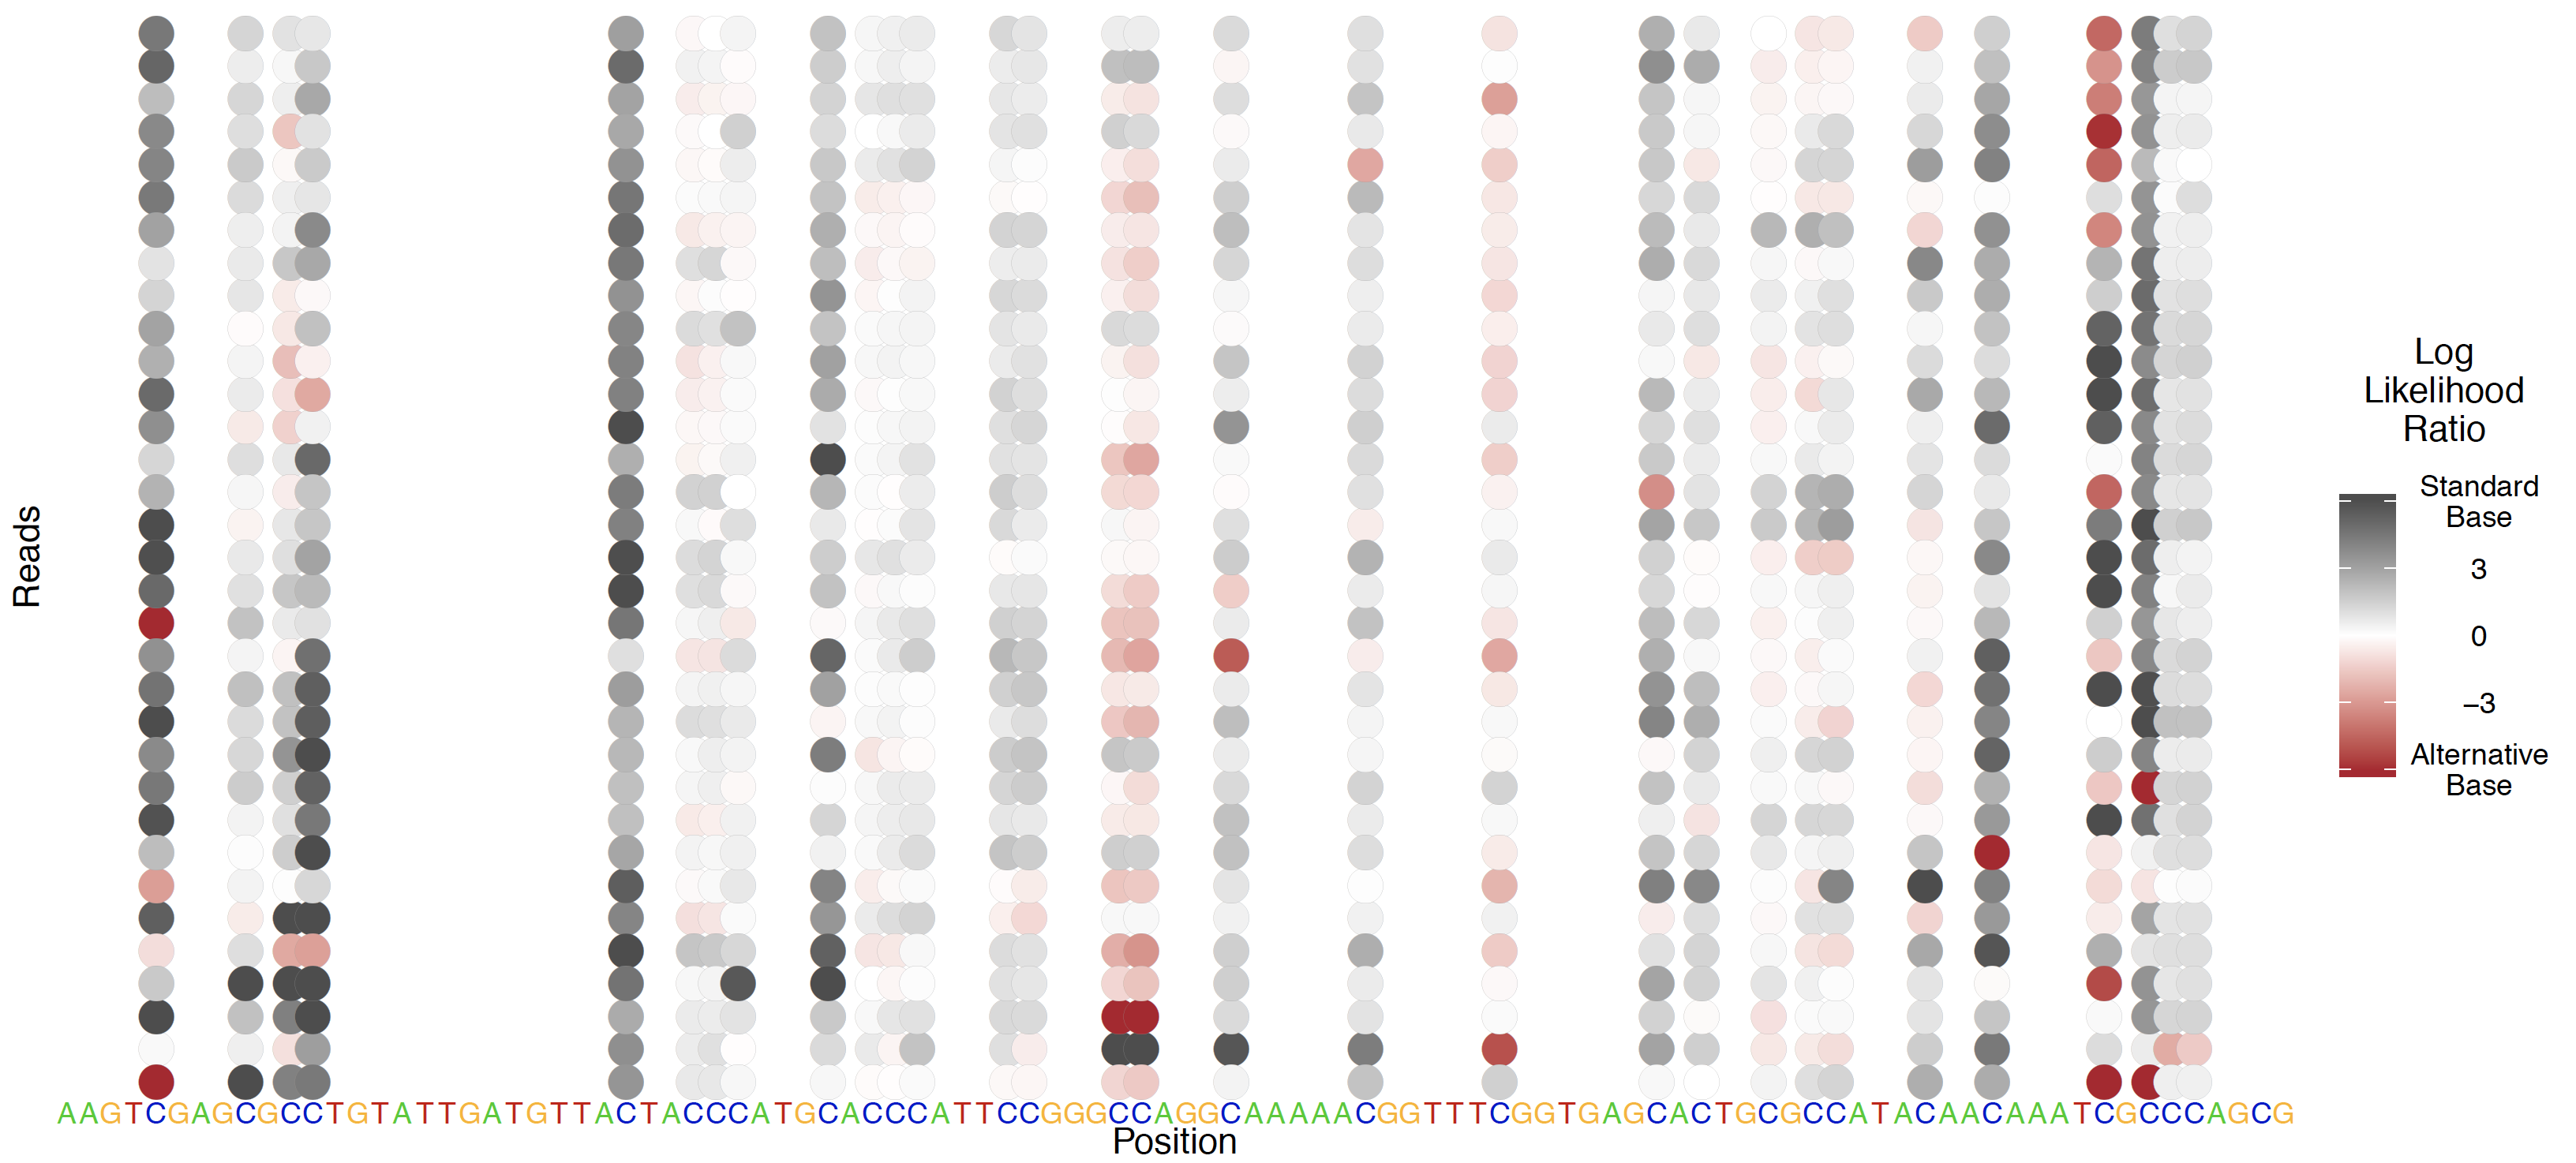 Reads
Log
Likelihood
Ratio
Standard
Base
3
0
−3
Alternative
Base
AAGTCGAGCGCCTGTATTGATGTTACTACCCATGCACCCATTCCGGGCCAGGCAAAAACGGTTTCGGTGAGCACTGCGCCATACAACAAATCGCCCAGCG
Position